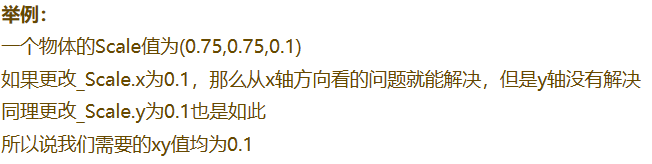 举例：
一个物体的Scale值为(0.75,0.75,0.1)
如果更改_Scale.x为0.1，那么从x轴方向看的问题就能解决，但是y轴没有解决
同理更改_Scale.y为0.1也是如此
所以说我们需要的xy值均为0.1